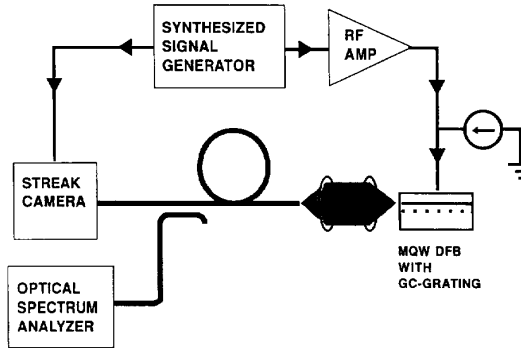 SYNTHESIZED
SIGNAL
GENERATOR
RF
AMP
STREAK
CAMERA
MQW DFB
WITH
GC-GRATING
OPTICAL
SPECTRUM
ANALYZER